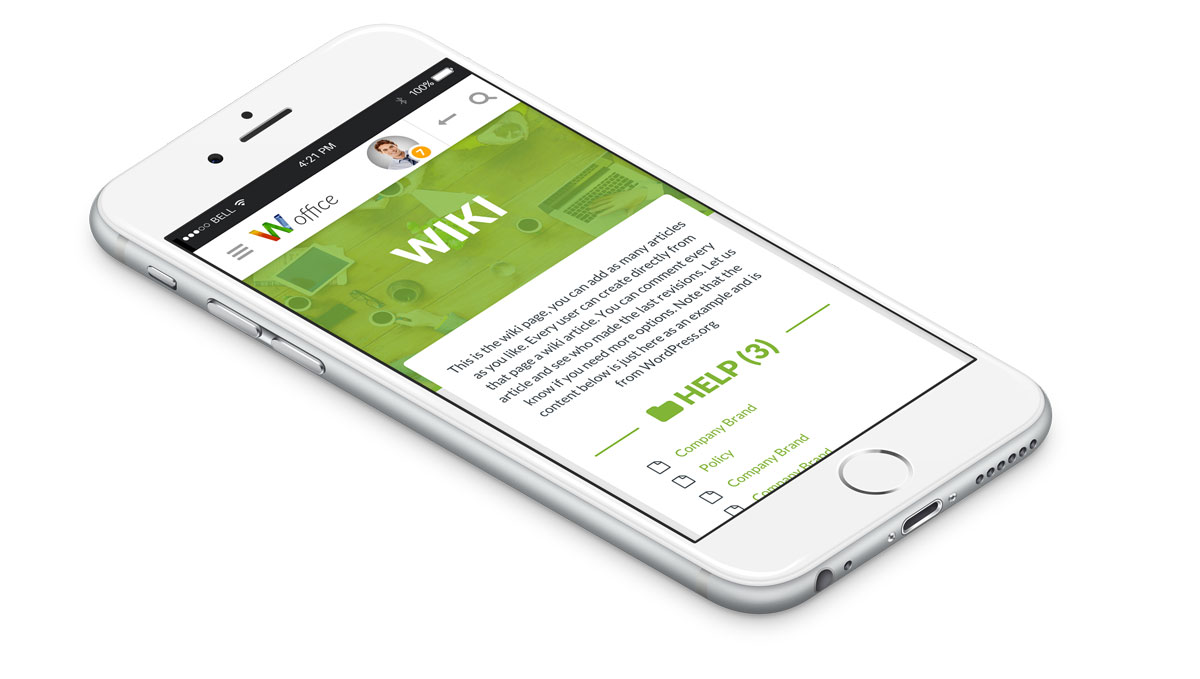 BELL 4:21 PM 100%
Woffice
7
WIKI
This is the wiki page, you can add as many articles
as you like. Every user can create directly from
that page a wiki article. You can comment every
article and see who made the last revisions. Let us
know if you need more options. Note that the
content below is just here as an example and is
from WordPress.org
HELP (3)
Company Brand
Policy
Company Brand
Company Brand